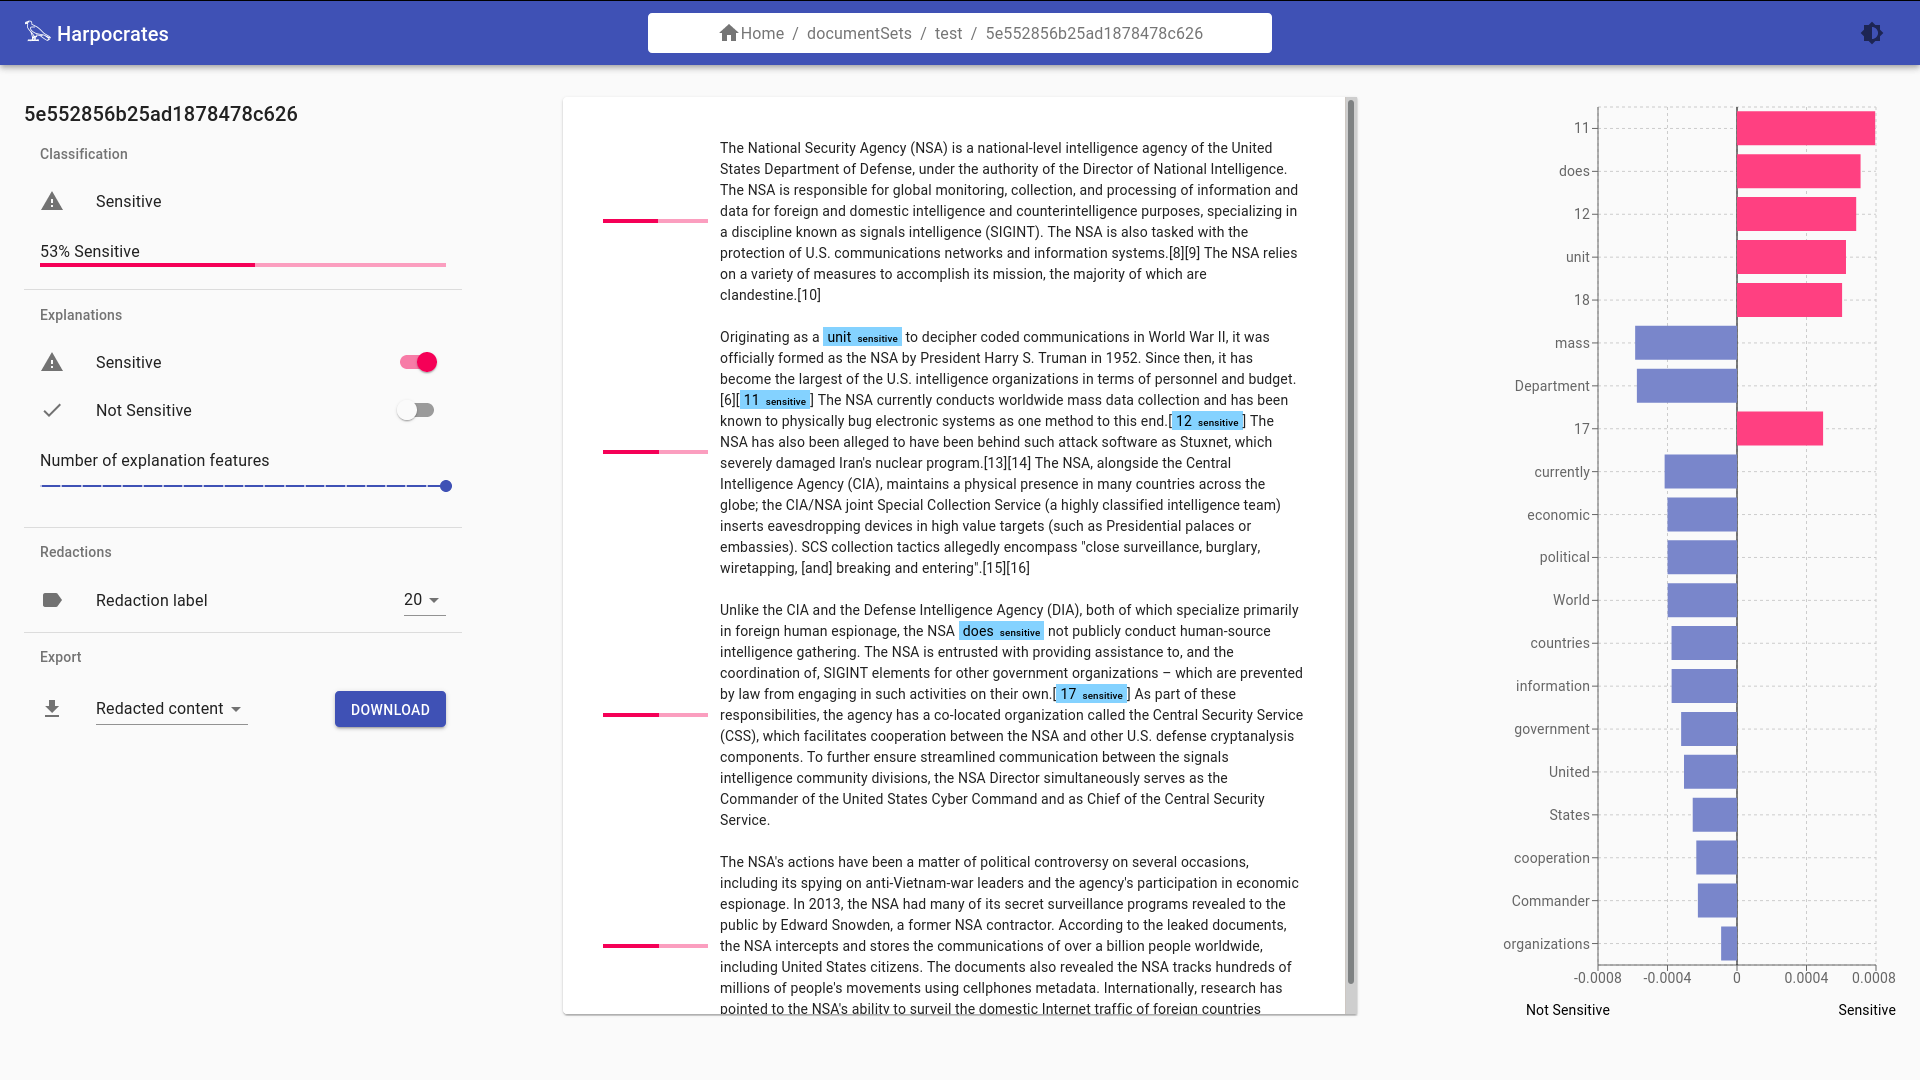 Harpocrates
Home / documentSets / test / 5e552856b25ad1878478c626
5e552856b25ad1878478c626
Classification
Sensitive
53% Sensitive
Explanations
Sensitive
Not Sensitive
Number of explanation features
Redactions
Redaction label 20
Export
Redacted content DOWNLOAD
The National Security Agency (NSA) is a national-level intelligence agency of the United
States Department of Defense, under the authority of the Director of National Intelligence.
The NSA is responsible for global monitoring, collection, and processing of information and
data for foreign and domestic intelligence and counterintelligence purposes, specializing in
a discipline known as signals intelligence (SIGINT). The NSA is also tasked with the
protection of U.S. communications networks and information systems.[8][9] The NSA relies
on a variety of measures to accomplish its mission, the majority of which are
clandestine.[10]
Originating as a unit sensitive to decipher coded communications in World War II, it was
officially formed as the NSA by President Harry S. Truman in 1952. Since then, it has
become the largest of the U.S. intelligence organizations in terms of personnel and budget.
[6][ 11 sensitive ] The NSA currently conducts worldwide mass data collection and has been
known to physically bug electronic systems as one method to this end.[ 12 sensitive ] The
NSA has also been alleged to have been behind such attack software as Stuxnet, which
severely damaged Iran's nuclear program.[13][14] The NSA, alongside the Central
Intelligence Agency (CIA), maintains a physical presence in many countries across the
globe; the CIA/NSA joint Special Collection Service (a highly classified intelligence team)
inserts eavesdropping devices in high value targets (such as Presidential palaces or
embassies). SCS collection tactics allegedly encompass "close surveillance, burglary,
wiretapping, [and] breaking and entering".[15][16]
Unlike the CIA and the Defense Intelligence Agency (DIA), both of which specialize primarily
in foreign human espionage, the NSA does sensitive not publicly conduct human-source
intelligence gathering. The NSA is entrusted with providing assistance to, and the
coordination of, SIGINT elements for other government organizations – which are prevented
by law from engaging in such activities on their own.[ 17 sensitive ] As part of these
responsibilities, the agency has a co-located organization called the Central Security Service
(CSS), which facilitates cooperation between the NSA and other U.S. defense cryptanalysis
components. To further ensure streamlined communication between the signals
intelligence community divisions, the NSA Director simultaneously serves as the
Commander of the United States Cyber Command and as Chief of the Central Security
Service.
The NSA's actions have been a matter of political controversy on several occasions,
including its spying on anti-Vietnam-war leaders and the agency's participation in economic
espionage. In 2013, the NSA had many of its secret surveillance programs revealed to the
public by Edward Snowden, a former NSA contractor. According to the leaked documents,
the NSA intercepts and stores the communications of over a billion people worldwide,
including United States citizens. The documents also revealed the NSA tracks hundreds of
millions of people's movements using cellphones metadata. Internationally, research has
pointed to the NSA's ability to surveil the domestic Internet traffic of foreign countries
11
does
12
unit
18
mass
Department
17
currently
economic
political
World
countries
information
government
United
States
cooperation
Commander
organizations
-0.0008 -0.0004 0 0.0004 0.0008
Not Sensitive Sensitive